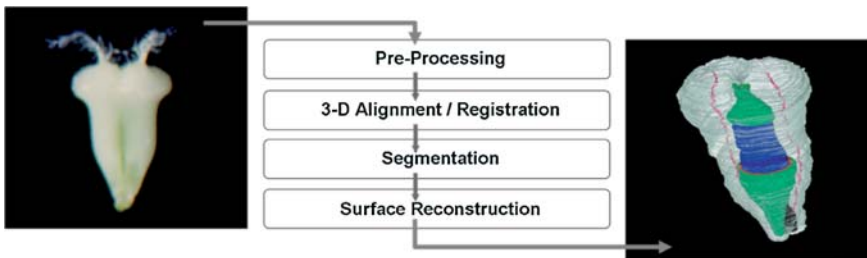 Pre-Processing
3-D Alignment / Registration
Segmentation
Surface Reconstruction